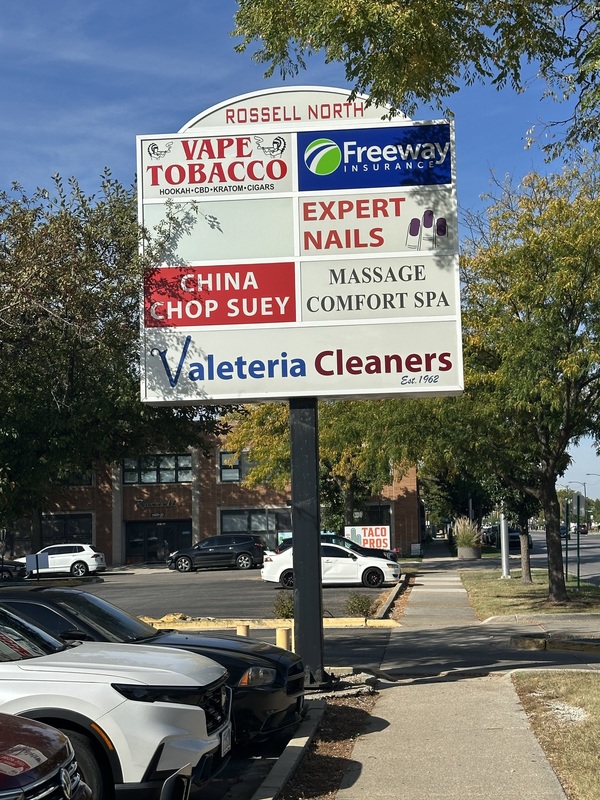 ROSSELL NORTH
VAPE
TOBACCO
HOOKAH•CBD•KRATOM•CIGARS
Freeway
INSURANCE
EXPERT
NAILS
CHINA
CHOP SUEY
MASSAGE
COMFORT SPA
Valeteria Cleaners
Est. 1962
TACO
PROS